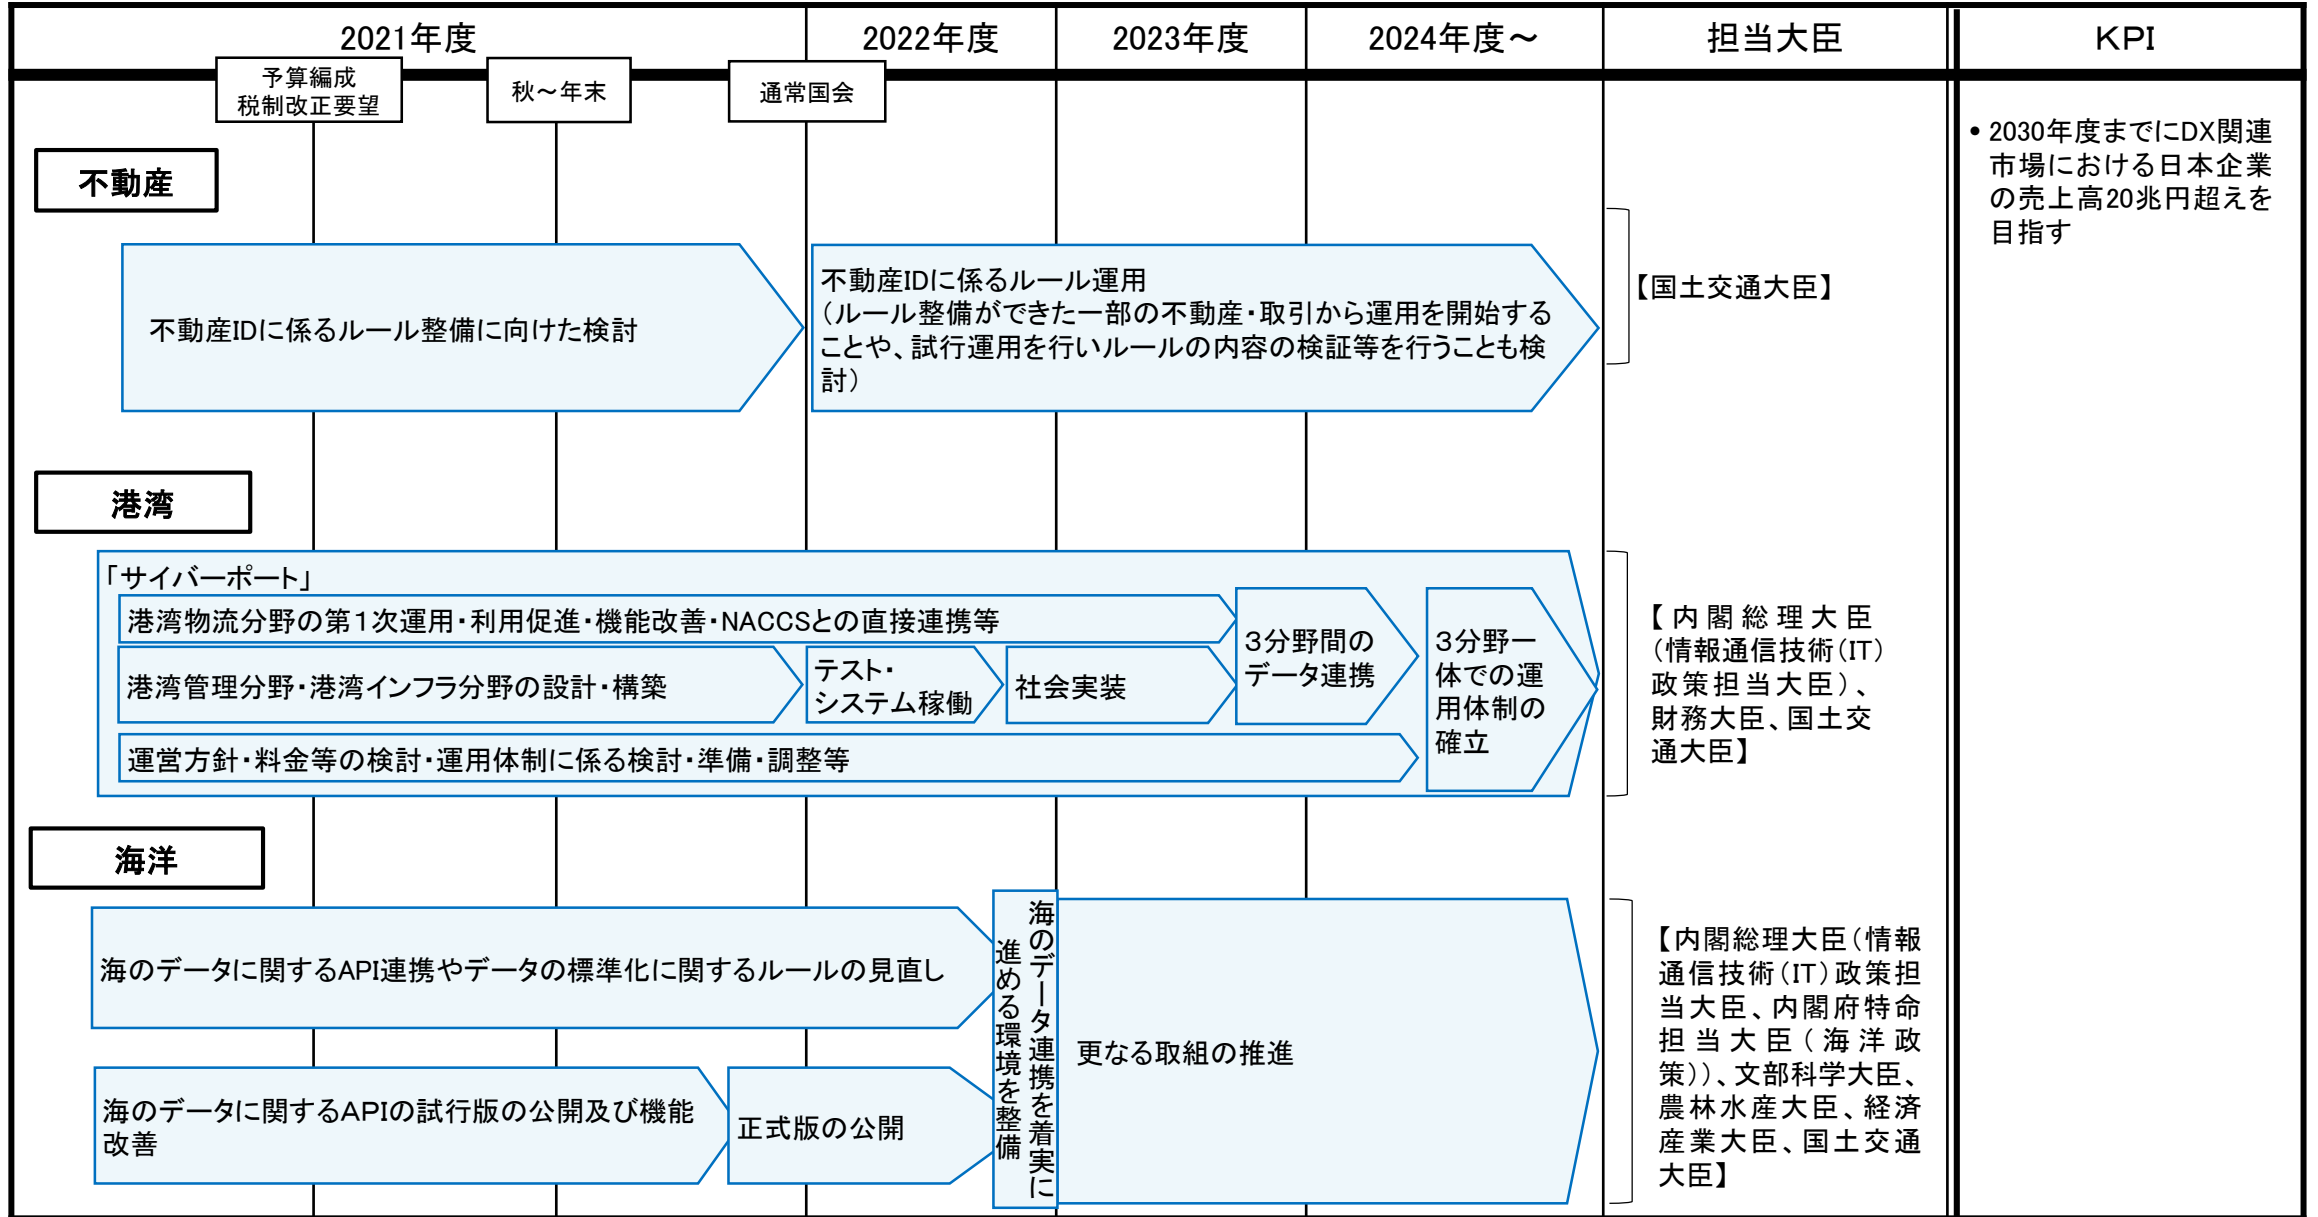 2021年度
2022年度
2023年度
2024年度～
担当大臣
KPI
予算編成
税制改正要望
秋～年末
通常国会
不動産
不動産IDに係るルール整備に向けた検討
不動産IDに係るルール運用
（ルール整備ができた一部の不動産・取引から運用を開始する
ことや、試行運用を行いルールの内容の検証等を行うことも検
討）
【国土交通大臣】
• 2030年度までにDX関連
市場における日本企業
の売上高20兆円超えを
目指す
港湾
「サイバーポート」
港湾物流分野の第１次運用・利用促進・機能改善・NACCSとの直接連携等
港湾管理分野・港湾インフラ分野の設計・構築
テスト・
システム稼働
社会実装
３分野間の
データ連携
３分野一
体での運
用体制の
確立
運営方針・料金等の検討・運用体制に係る検討・準備・調整等
【内閣総理大臣
（情報通信技術（IT）
政策担当大臣）、
財務大臣、国土交
通大臣】
海洋
海のデータに関するAPI連携やデータの標準化に関するルールの見直し
海のデータに関するAPIの試行版の公開及び機能
改善
正式版の公開
海のデータ連携を着実に
進める環境を整備
更なる取組の推進
【内閣総理大臣（情報
通信技術（IT）政策担
当大臣、内閣府特命
担当大臣（海洋政
策））、文部科学大臣、
農林水産大臣、経済
産業大臣、国土交通
大臣】